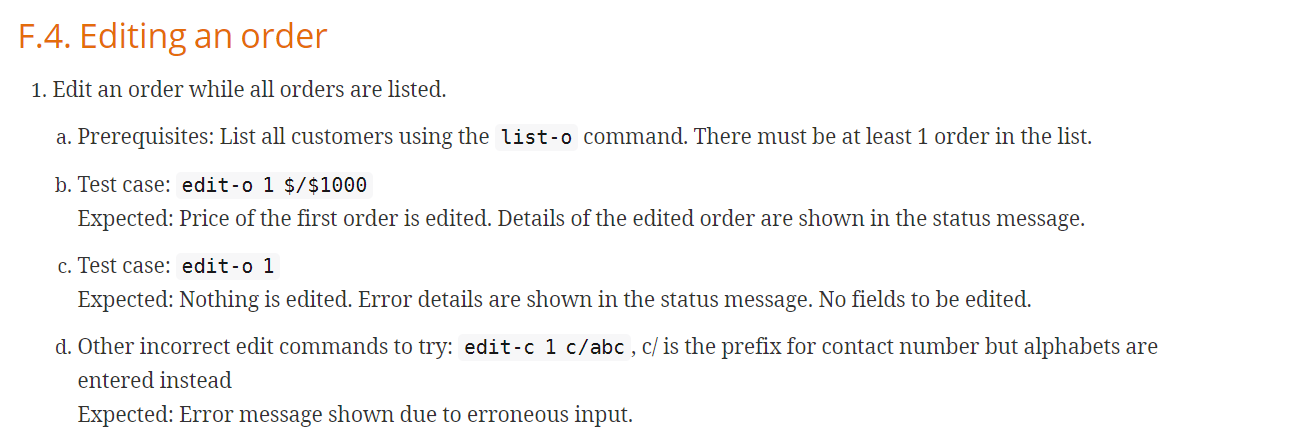 F.4. Editing an order
1. Edit an order while all orders are listed.
a. Prerequisites: List all customers using the list-o command. There must be at least 1 order in the list.
b. Test case: edit-o 1 $/$1000
Expected: Price of the first order is edited. Details of the edited order are shown in the status message.
c. Test case: edit-o 1
Expected: Nothing is edited. Error details are shown in the status message. No fields to be edited.
d. Other incorrect edit commands to try: edit-c 1 c/abc , c/ is the prefix for contact number but alphabets are
entered instead
Expected: Error message shown due to erroneous input.